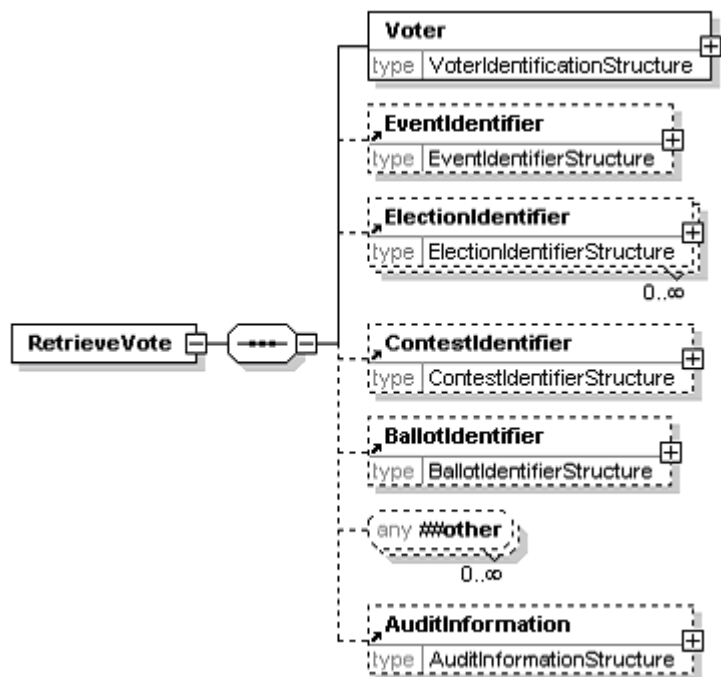 Voter
type VoterIdentificationStructure
EventIdentifier
type EventIdentifierStructure
ElectionIdentifier
type ElectionIdentifierStructure
0..∞
RetrieveVote
ContestIdentifier
type ContestIdentifierStructure
BallotIdentifier
type BallotIdentifierStructure
any ##other
0..∞
AuditInformation
type AuditInformationStructure